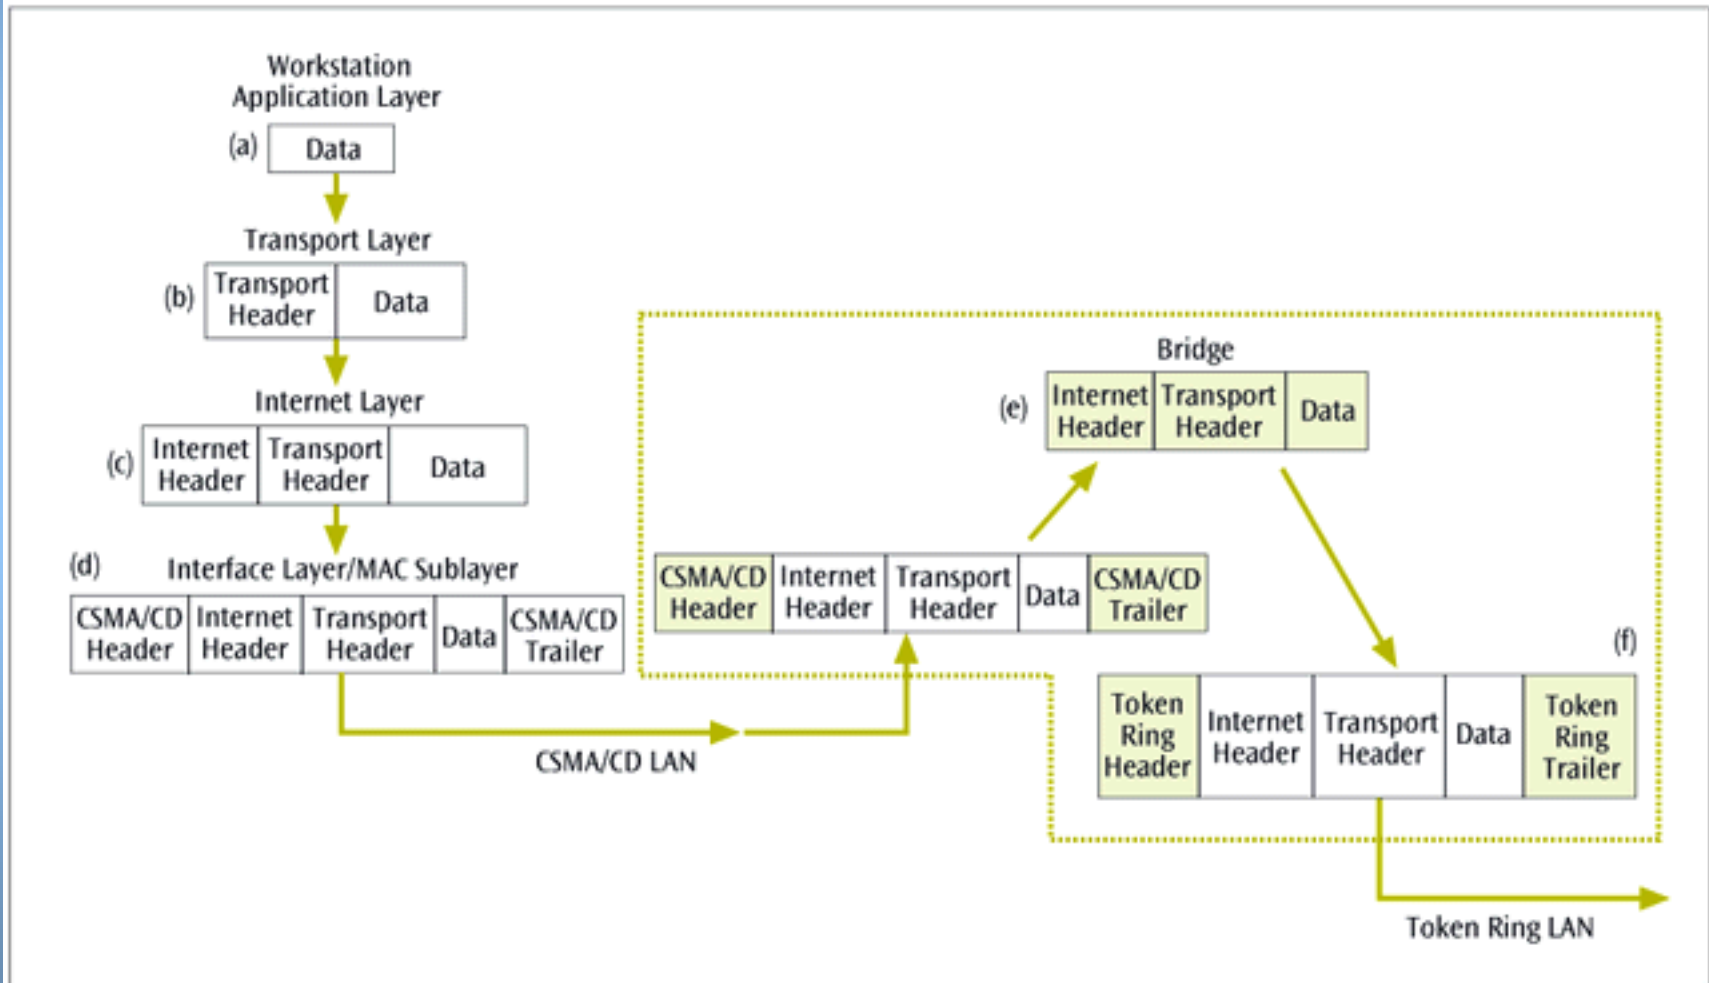 Workstation
Application Layer
(a)
Data
Transport Layer
(b)
Transport
Header
Data
Internet Layer
(c)
Internet
Header
Transport
Header
Data
(d)
Interface Layer/MAC Sublayer
CSMA/CD
Header
Internet
Header
Transport
Header
Data
CSMA/CD
Trailer
CSMA/CD LAN
Bridge
(e)
Internet
Header
Transport
Header
Data
CSMA/CD
Header
Internet
Header
Transport
Header
Data
CSMA/CD
Trailer
(f)
Token
Ring
Header
Internet
Header
Transport
Header
Data
Token
Ring
Trailer
Token Ring LAN